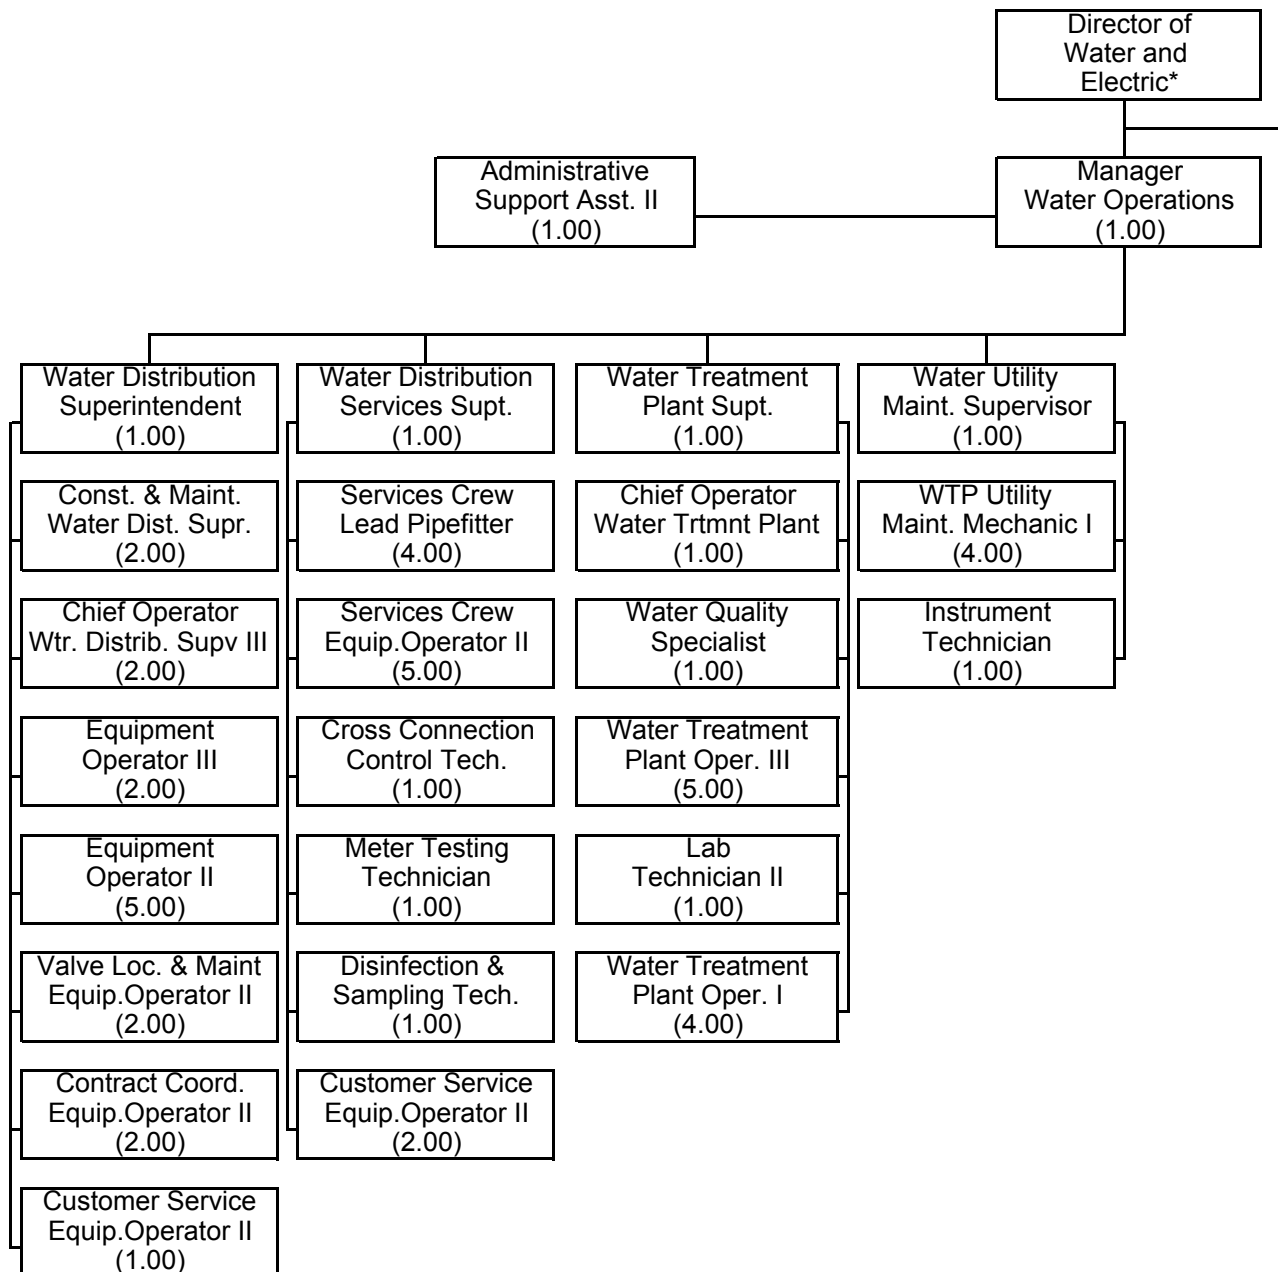 Director of
Water and
Electric*
Administrative
Support Asst. II
(1.00)
Manager
Water Operations
(1.00)
Water Distribution
Superintendent
(1.00)
Const. & Maint.
Water Dist. Supr.
(2.00)
Chief Operator
Wtr. Distrib. Supv III
(2.00)
Equipment
Operator III
(2.00)
Equipment
Operator II
(5.00)
Valve Loc. & Maint
Equip.Operator II
(2.00)
Contract Coord.
Equip.Operator II
(2.00)
Customer Service
Equip.Operator II
(1.00)
Water Distribution
Services Supt.
(1.00)
Services Crew
Lead Pipefitter
(4.00)
Services Crew
Equip.Operator II
(5.00)
Cross Connection
Control Tech.
(1.00)
Meter Testing
Technician
(1.00)
Disinfection &
Sampling Tech.
(1.00)
Customer Service
Equip.Operator II
(2.00)
Water Treatment
Plant Supt.
(1.00)
Chief Operator
Water Trtmnt Plant
(1.00)
Water Quality
Specialist
(1.00)
Water Treatment
Plant Oper. III
(5.00)
Lab
Technician II
(1.00)
Water Treatment
Plant Oper. I
(4.00)
Water Utility
Maint. Supervisor
(1.00)
WTP Utility
Maint. Mechanic I
(4.00)
Instrument
Technician
(1.00)